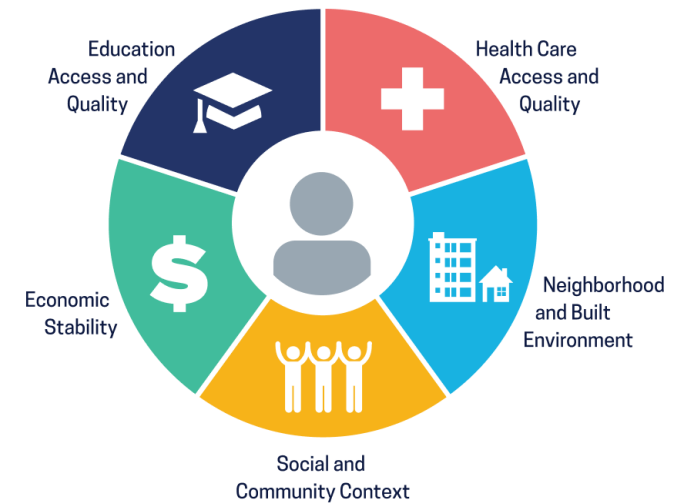 Education
Access and
Quality
Health Care
Access and
Quality
Economic
Stability
Neighborhood
and Built
Environment
Social and
Community Context